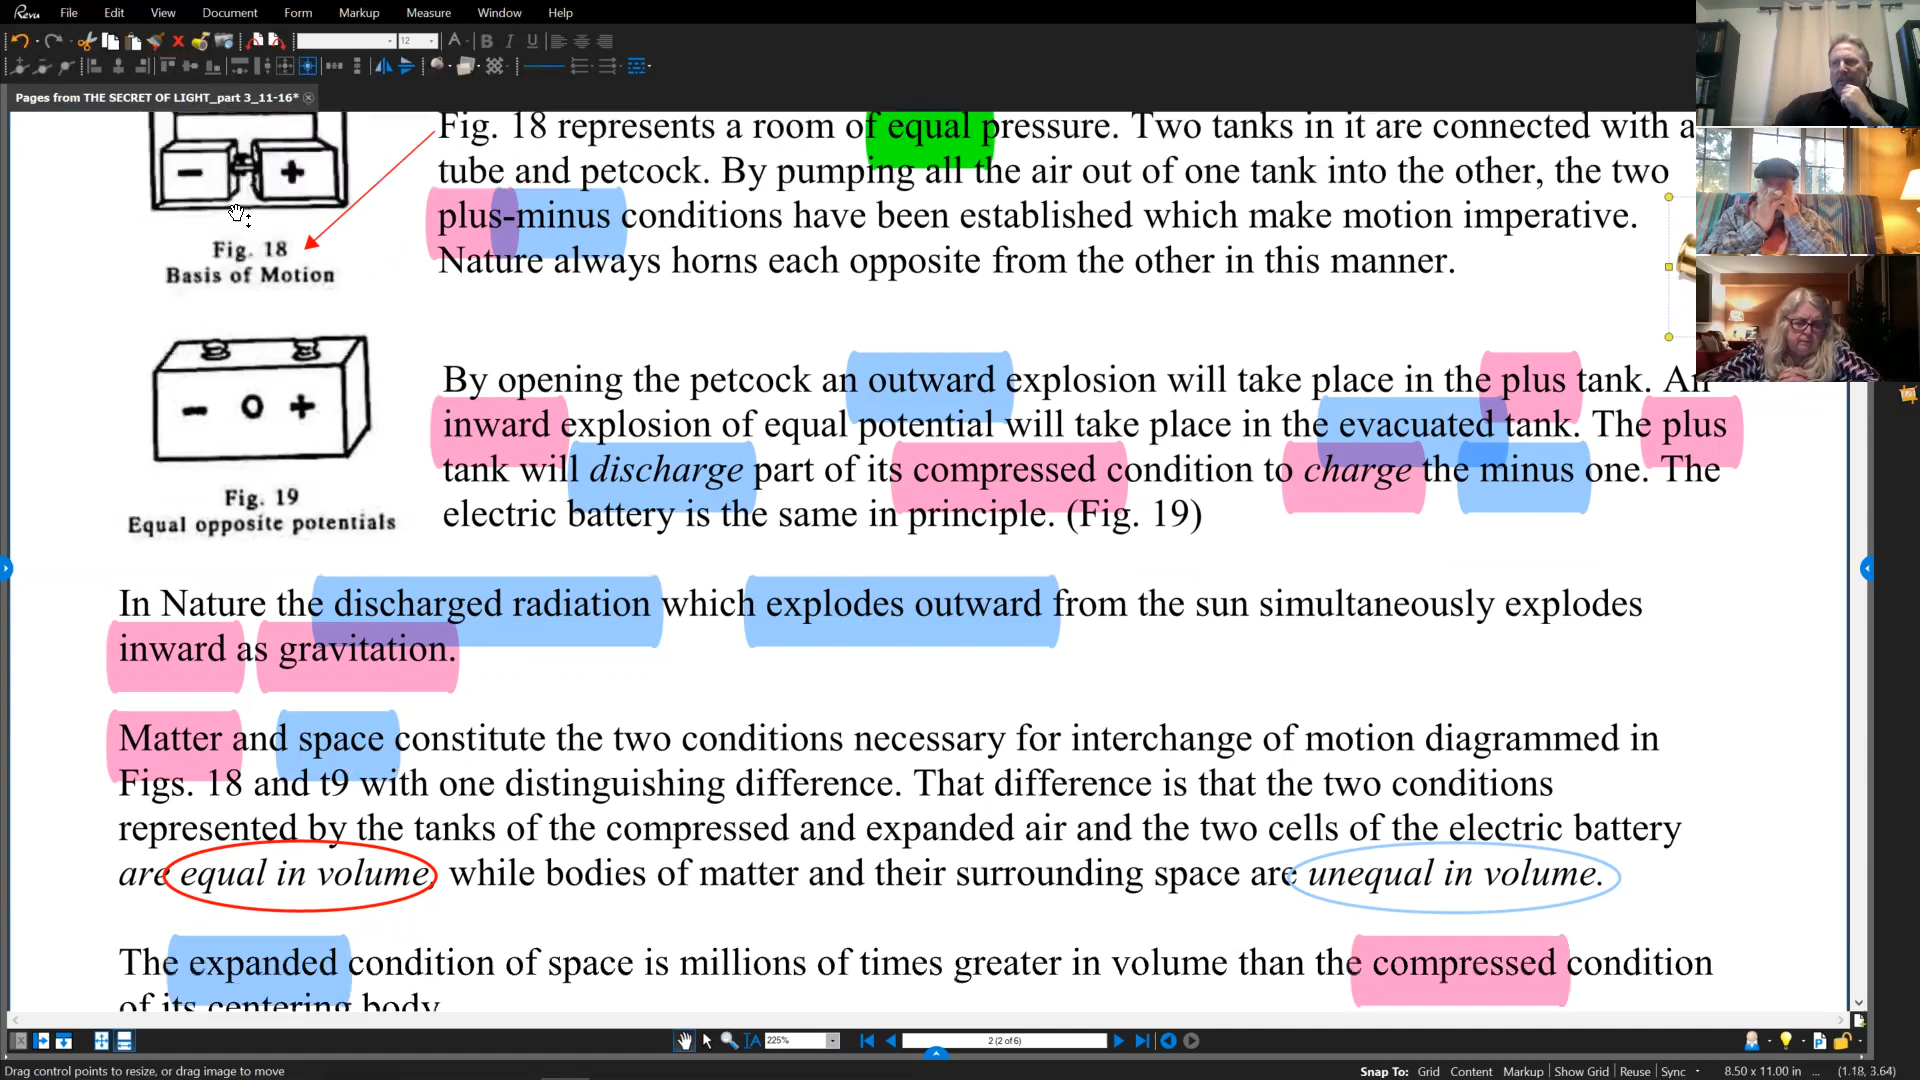 Revu File Edit View Document Form Markup Measure Window Help
12
Pages from THE SECRET OF LIGHT_part 3_11-16*
- +
Fig. 18
Basis of Motion
Fig. 18 represents a room of equal pressure. Two tanks in it are connected with a
tube and petcock. By pumping all the air out of one tank into the other, the two
plus-minus conditions have been established which make motion imperative.
Nature always horns each opposite from the other in this manner.
- O +
Fig. 19
Equal opposite potentials
By opening the petcock an outward explosion will take place in the plus tank. An
inward explosion of equal potential will take place in the evacuated tank. The plus
tank will discharge part of its compressed condition to charge the minus one. The
electric battery is the same in principle. (Fig. 19)
In Nature the discharged radiation which explodes outward from the sun simultaneously explodes
inward as gravitation.
Matter and space constitute the two conditions necessary for interchange of motion diagrammed in
Figs. 18 and t9 with one distinguishing difference. That difference is that the two conditions
represented by the tanks of the compressed and expanded air and the two cells of the electric battery
are equal in volume, while bodies of matter and their surrounding space are unequal in volume.
The expanded condition of space is millions of times greater in volume than the compressed condition
of its centering body.
225%
2 (2 of 6)
Drag control points to resize, or drag image to move
Snap To: Grid Content Markup Show Grid Reuse Sync 8.50 x 11.00 in ... (1.18, 3.64)